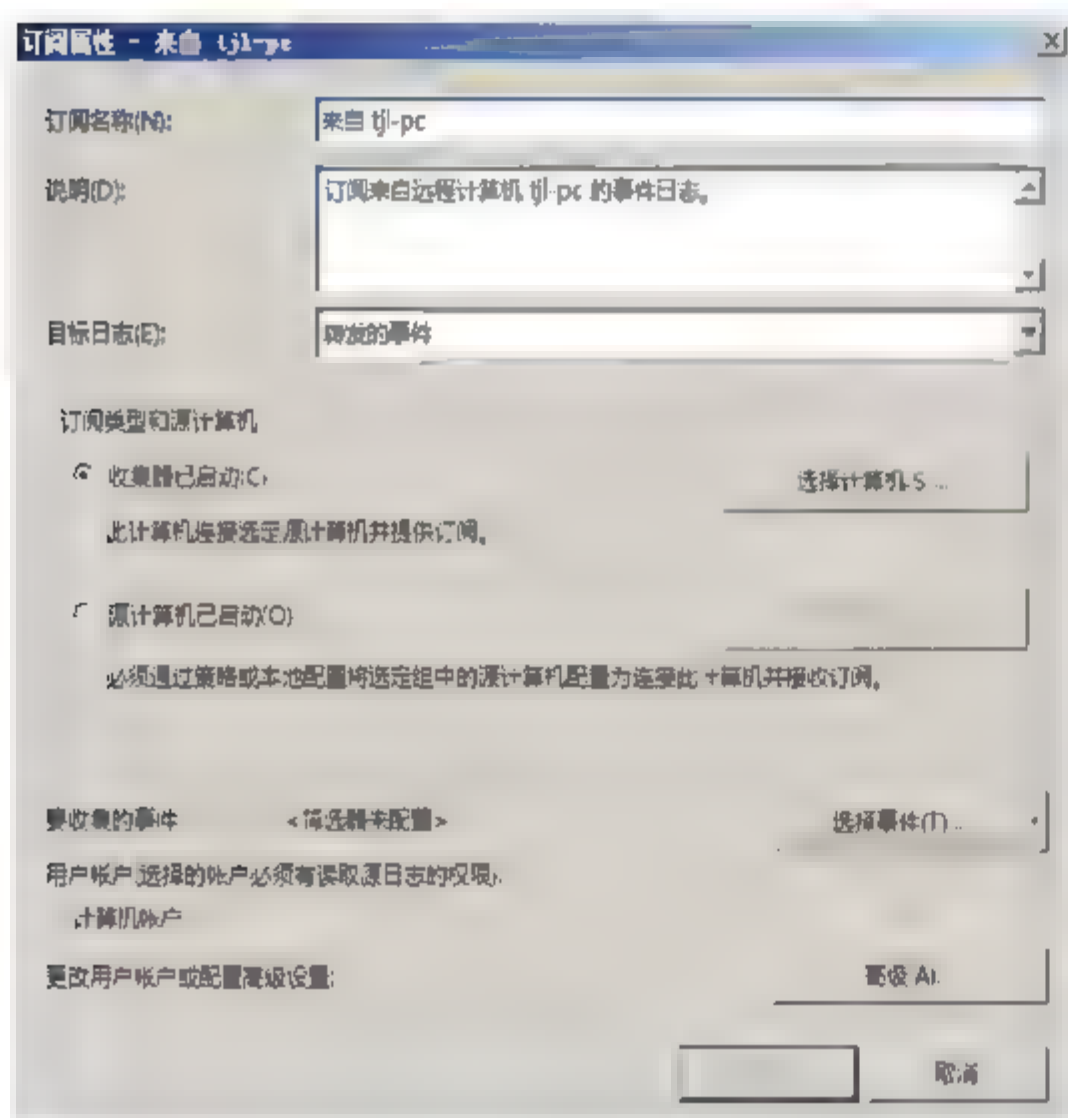 订阅属性 - 来自 tjl-pc
订阅名称(N): 来自 tjl-pc
说明(D): 订阅来自远程计算机 tjl-pc 的事件日志。
目标日志(E): 转发的事件
订阅类型和源计算机
收集器已启动(C) 选择计算机 S ...
此计算机连接选定源计算机并提供订阅。
源计算机已启动(O)
必须通过策略或本地配置将选定组中的源计算机配置为连接此计算机并接收订阅。
要收集的事件 <筛选器未配置> 选择事件(T)...
用户帐户(选择的帐户必须有读取源日志的权限):
计算机帐户
更改用户帐户或配置高级设置: 高级 A).
取消